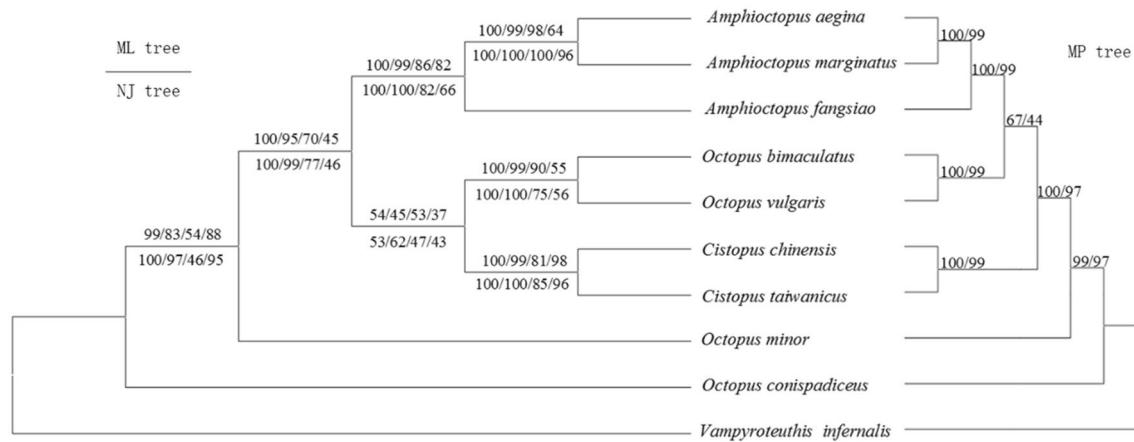 Amphioctopus aegina
100/99/98/64
100/99
ML tree
MP tree
100/100/100/96
Amphioctopus marginatus
100/99/86/82
100/99
NJ tree
100/100/82/66
Amphioctopus fangsiao
67/44
100/95/70/45
Octopus bimaculatus
100/99/77/46
100/99/90/55
100/99
100/100/75/56
100/97
Octopus vulgaris
54/45/53/37
99/83/54/88
53/62/47/43
Cistopus chinensis
100/97/46/95
100/99/81/98
100/99
99/97
100/100/85/96
Cistopus taiwanicus
Octopus minor
Octopus conispadiceus
Vampyroteuthis infernalis